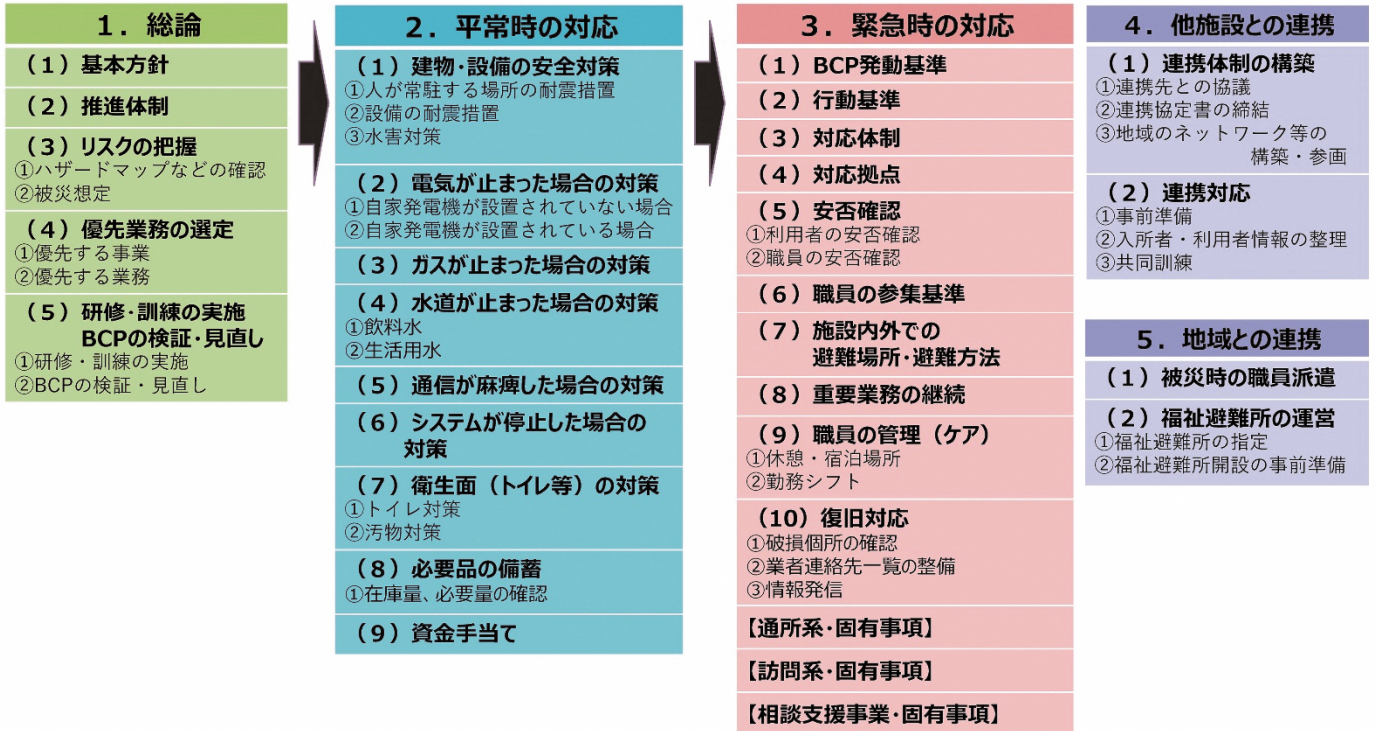 1．総論
（1）基本方針
（2）推進体制
（3）リスクの把握
①ハザードマップなどの確認
②被災想定
（4）優先業務の選定
①優先する事業
②優先する業務
（5）研修･訓練の実施
BCPの検証･見直し
①研修・訓練の実施
②BCPの検証・見直し
2．平常時の対応
（1）建物･設備の安全対策
①人が常駐する場所の耐震措置
②設備の耐震措置
③水害対策
（2）電気が止まった場合の対策
①自家発電機が設置されていない場合
②自家発電機が設置されている場合
（3）ガスが止まった場合の対策
（4）水道が止まった場合の対策
①飲料水
②生活用水
（5）通信が麻痺した場合の対策
（6）システムが停止した場合の
対策
（7）衛生面（トイレ等）の対策
①トイレ対策
②汚物対策
（8）必要品の備蓄
①在庫量、必要量の確認
（9）資金手当て
3．緊急時の対応
（1）BCP発動基準
（2）行動基準
（3）対応体制
（4）対応拠点
（5）安否確認
①利用者の安否確認
②職員の安否確認
（6）職員の参集基準
（7）施設内外での
避難場所･避難方法
（8）重要業務の継続
（9）職員の管理（ケア）
①休憩・宿泊場所
②勤務シフト
（10）復旧対応
①破損個所の確認
②業者連絡先一覧の整備
③情報発信
【通所系･固有事項】
【訪問系･固有事項】
【相談支援事業･固有事項】
4．他施設との連携
（1）連携体制の構築
①連携先との協議
②連携協定書の締結
③地域のネットワーク等の
構築・参画
（2）連携対応
①事前準備
②入所者・利用者情報の整理
③共同訓練
5．地域との連携
（1）被災時の職員派遣
（2）福祉避難所の運営
①福祉避難所の指定
②福祉避難所開設の事前準備